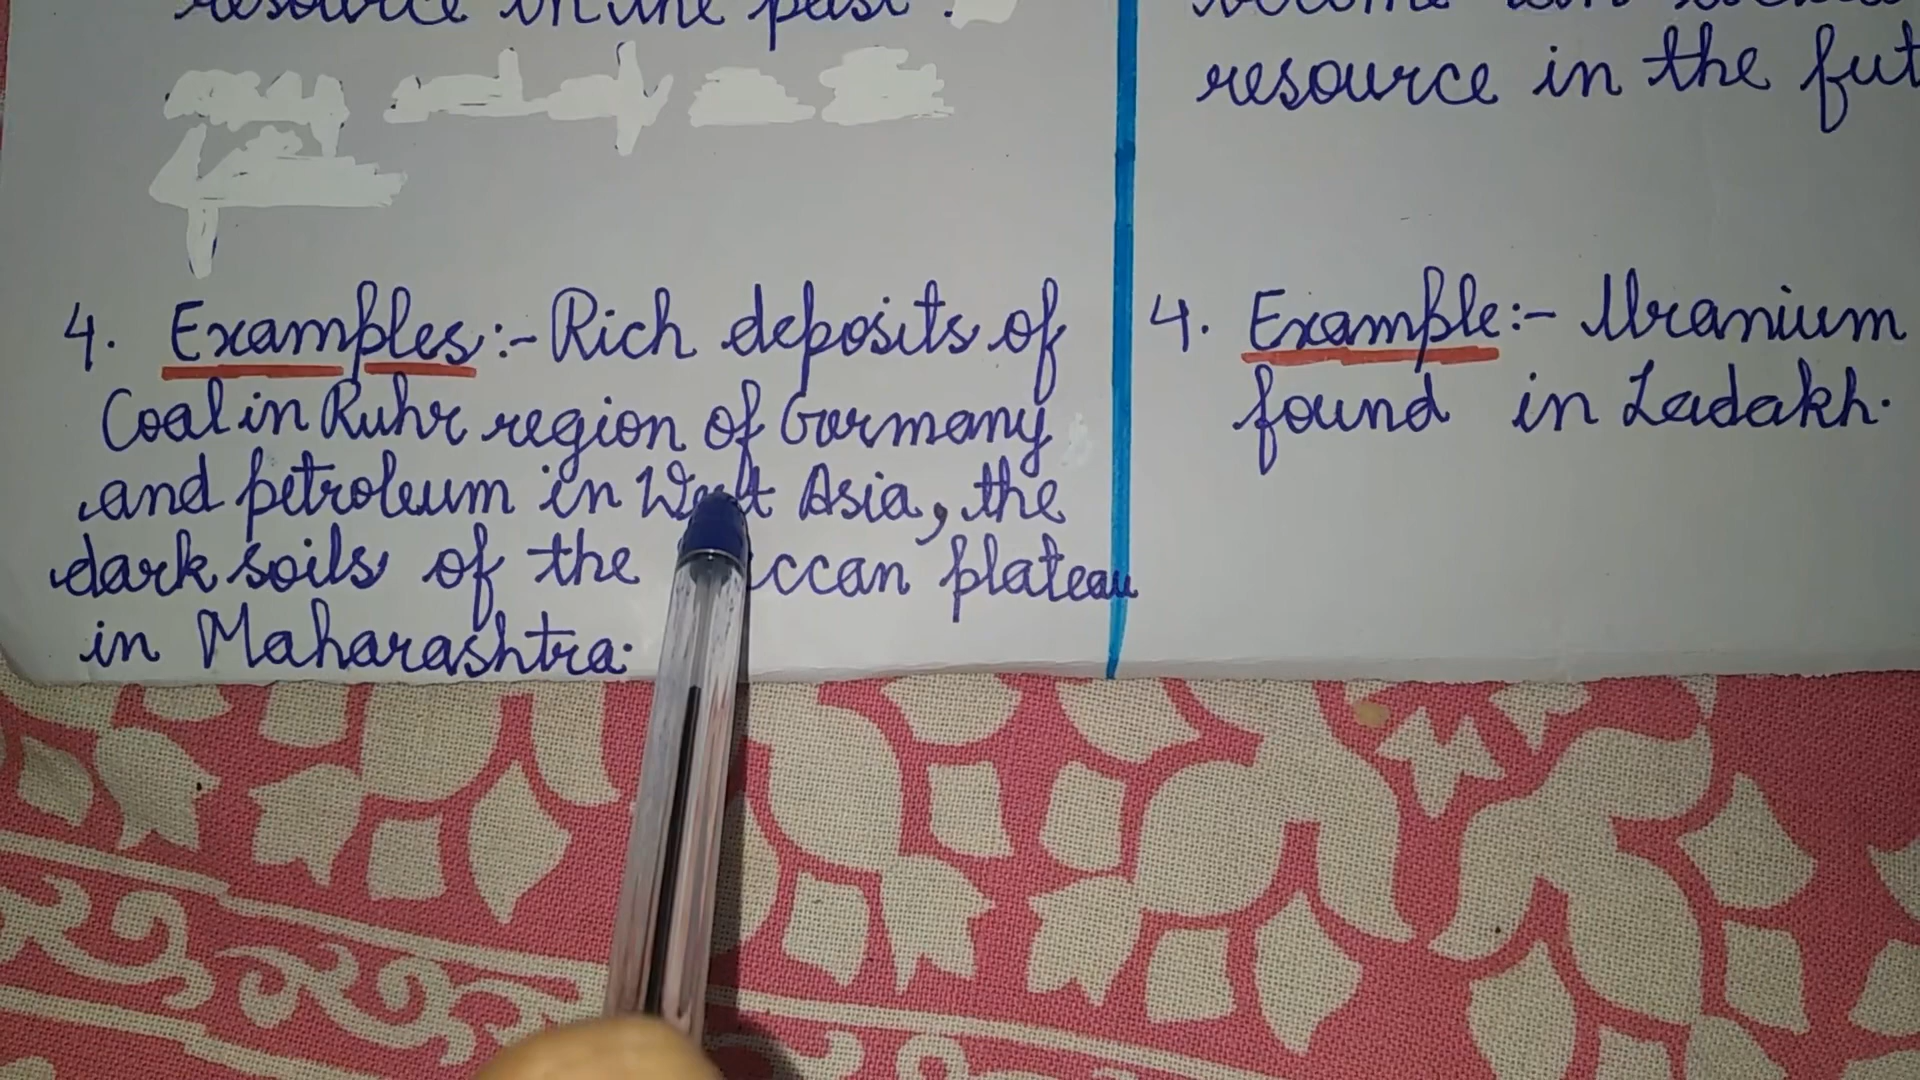 resource in the past.
4. Examples:- Rich deposits of
Coal in Ruhr region of Germany
and petroleum in West Asia, the
dark soils of the Deccan plateau
in Maharashtra.
resource in the fut
4. Example:- Uranium
found in Ladakh.